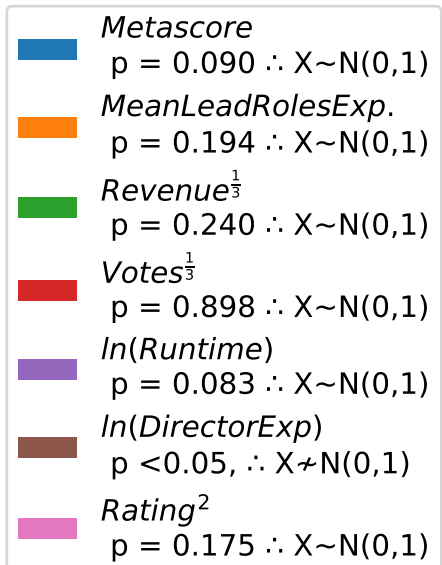 Metascore
p = 0.090 ∴ X~N(0,1)
MeanLeadRolesExp.
p = 0.194 ∴ X~N(0,1)
Revenue^{1/3}
p = 0.240 ∴ X~N(0,1)
Votes^{1/3}
p = 0.898 ∴ X~N(0,1)
ln(Runtime)
p = 0.083 ∴ X~N(0,1)
ln(DirectorExp)
p <0.05, ∴ X≁N(0,1)
Rating²
p = 0.175 ∴ X~N(0,1)